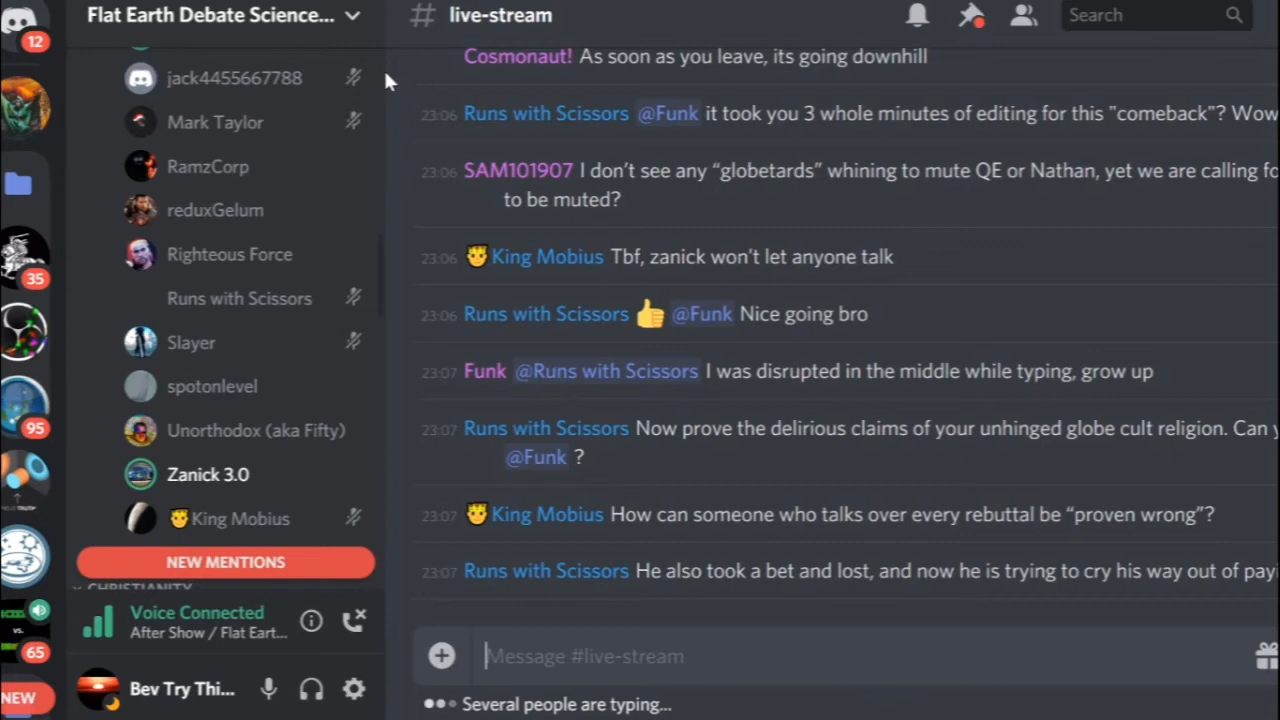 Flat Earth Debate Science...
# live-stream
Search
12
35
95
65
NEW
jack4455667788
Mark Taylor
RamzCorp
reduxGelum
Righteous Force
Runs with Scissors
Slayer
spotonlevel
Unorthodox (aka Fifty)
Zanick 3.0
King Mobius
NEW MENTIONS
CHRISTIANITY
Voice Connected
After Show / Flat Eart...
Bev Try Thi...
Cosmonaut! As soon as you leave, its going downhill
23:06 Runs with Scissors @Funk it took you 3 whole minutes of editing for this "comeback"? Wow
23:06 SAM101907 I don’t see any “globetards” whining to mute QE or Nathan, yet we are calling fo
to be muted?
23:06 King Mobius Tbf, zanick won’t let anyone talk
23:06 Runs with Scissors 👍 @Funk Nice going bro
23:07 Funk @Runs with Scissors I was disrupted in the middle while typing, grow up
23:07 Runs with Scissors Now prove the delirious claims of your unhinged globe cult religion. Can y
@Funk ?
23:07 King Mobius How can someone who talks over every rebuttal be “proven wrong”?
23:07 Runs with Scissors He also took a bet and lost, and now he is trying to cry his way out of payi
Message #live-stream
Several people are typing...